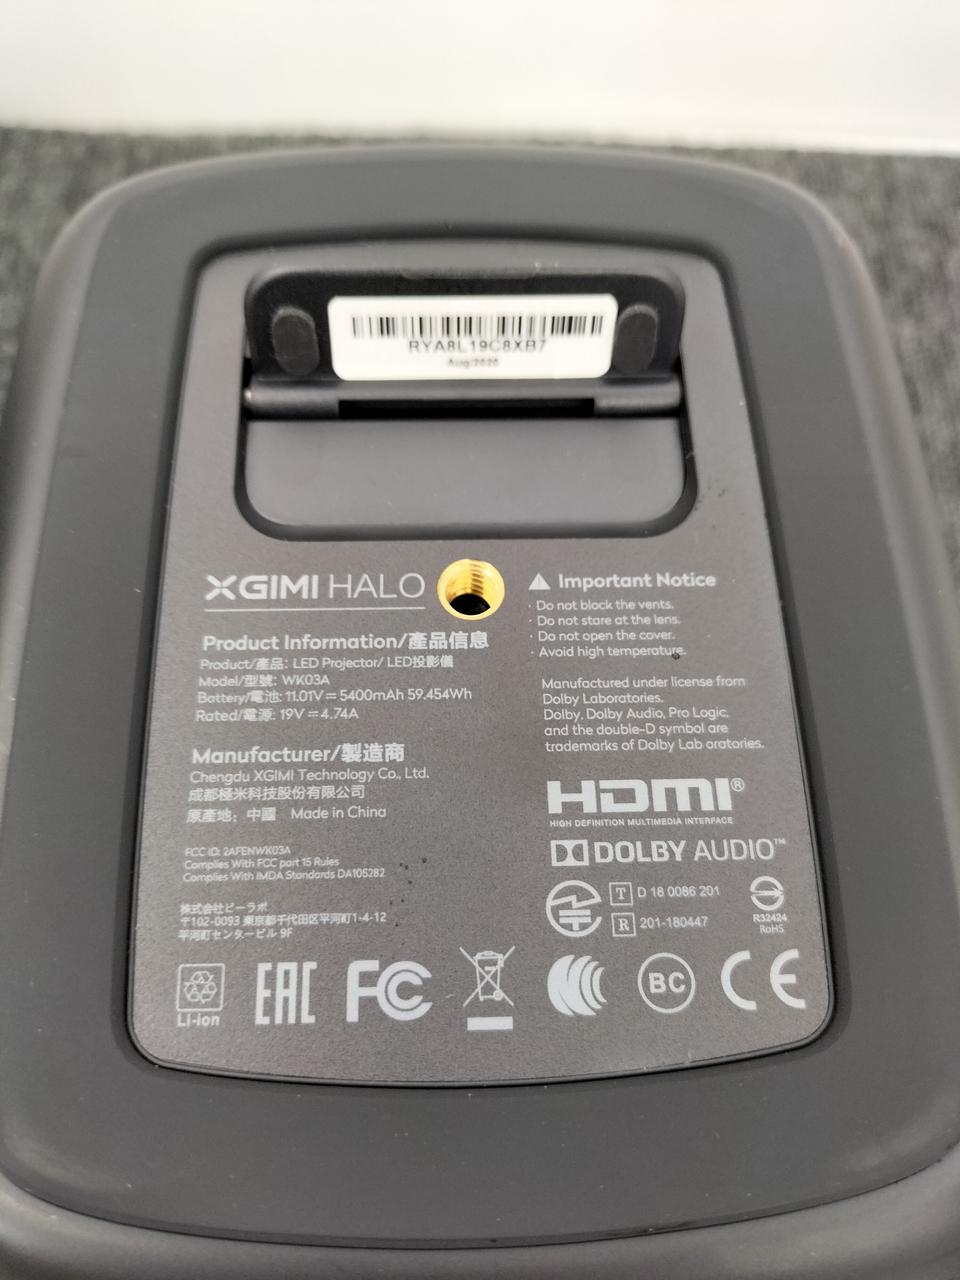 RYA8L19C8XB7
Aug/2020
XGIMI HALO
Product Information/產品信息
Product/產品: LED Projector/ LED投影儀
Model/型號: WK03A
Battery/電池: 11.01V⎓5400mAh 59.454Wh
Rated/電源: 19V⎓4.74A
Manufacturer/製造商
Chengdu XGIMI Technology Co., Ltd.
成都極米科技股份有限公司
原產地: 中國 Made in China
FCC ID: 2AFENWK03A
Complies With FCC part 15 Rules
Complies With IMDA Standards DA105282
株式会社ビーラボ
〒102-0093 東京都千代田区平河町1-4-12
平河町センタービル 9F
Important Notice
· Do not block the vents.
· Do not stare at the lens.
· Do not open the cover.
· Avoid high temperature.
Manufactured under license from
Dolby Laboratories.
Dolby, Dolby Audio, Pro Logic,
and the double-D symbol are
trademarks of Dolby Lab oratories.
HDMI®
HIGH DEFINITION MULTIMEDIA INTERFACE
DOLBY AUDIO™
T D 18 0086 201
R 201-180447
R32424
RoHS
Li-ion
EAC
FC
BC
CE